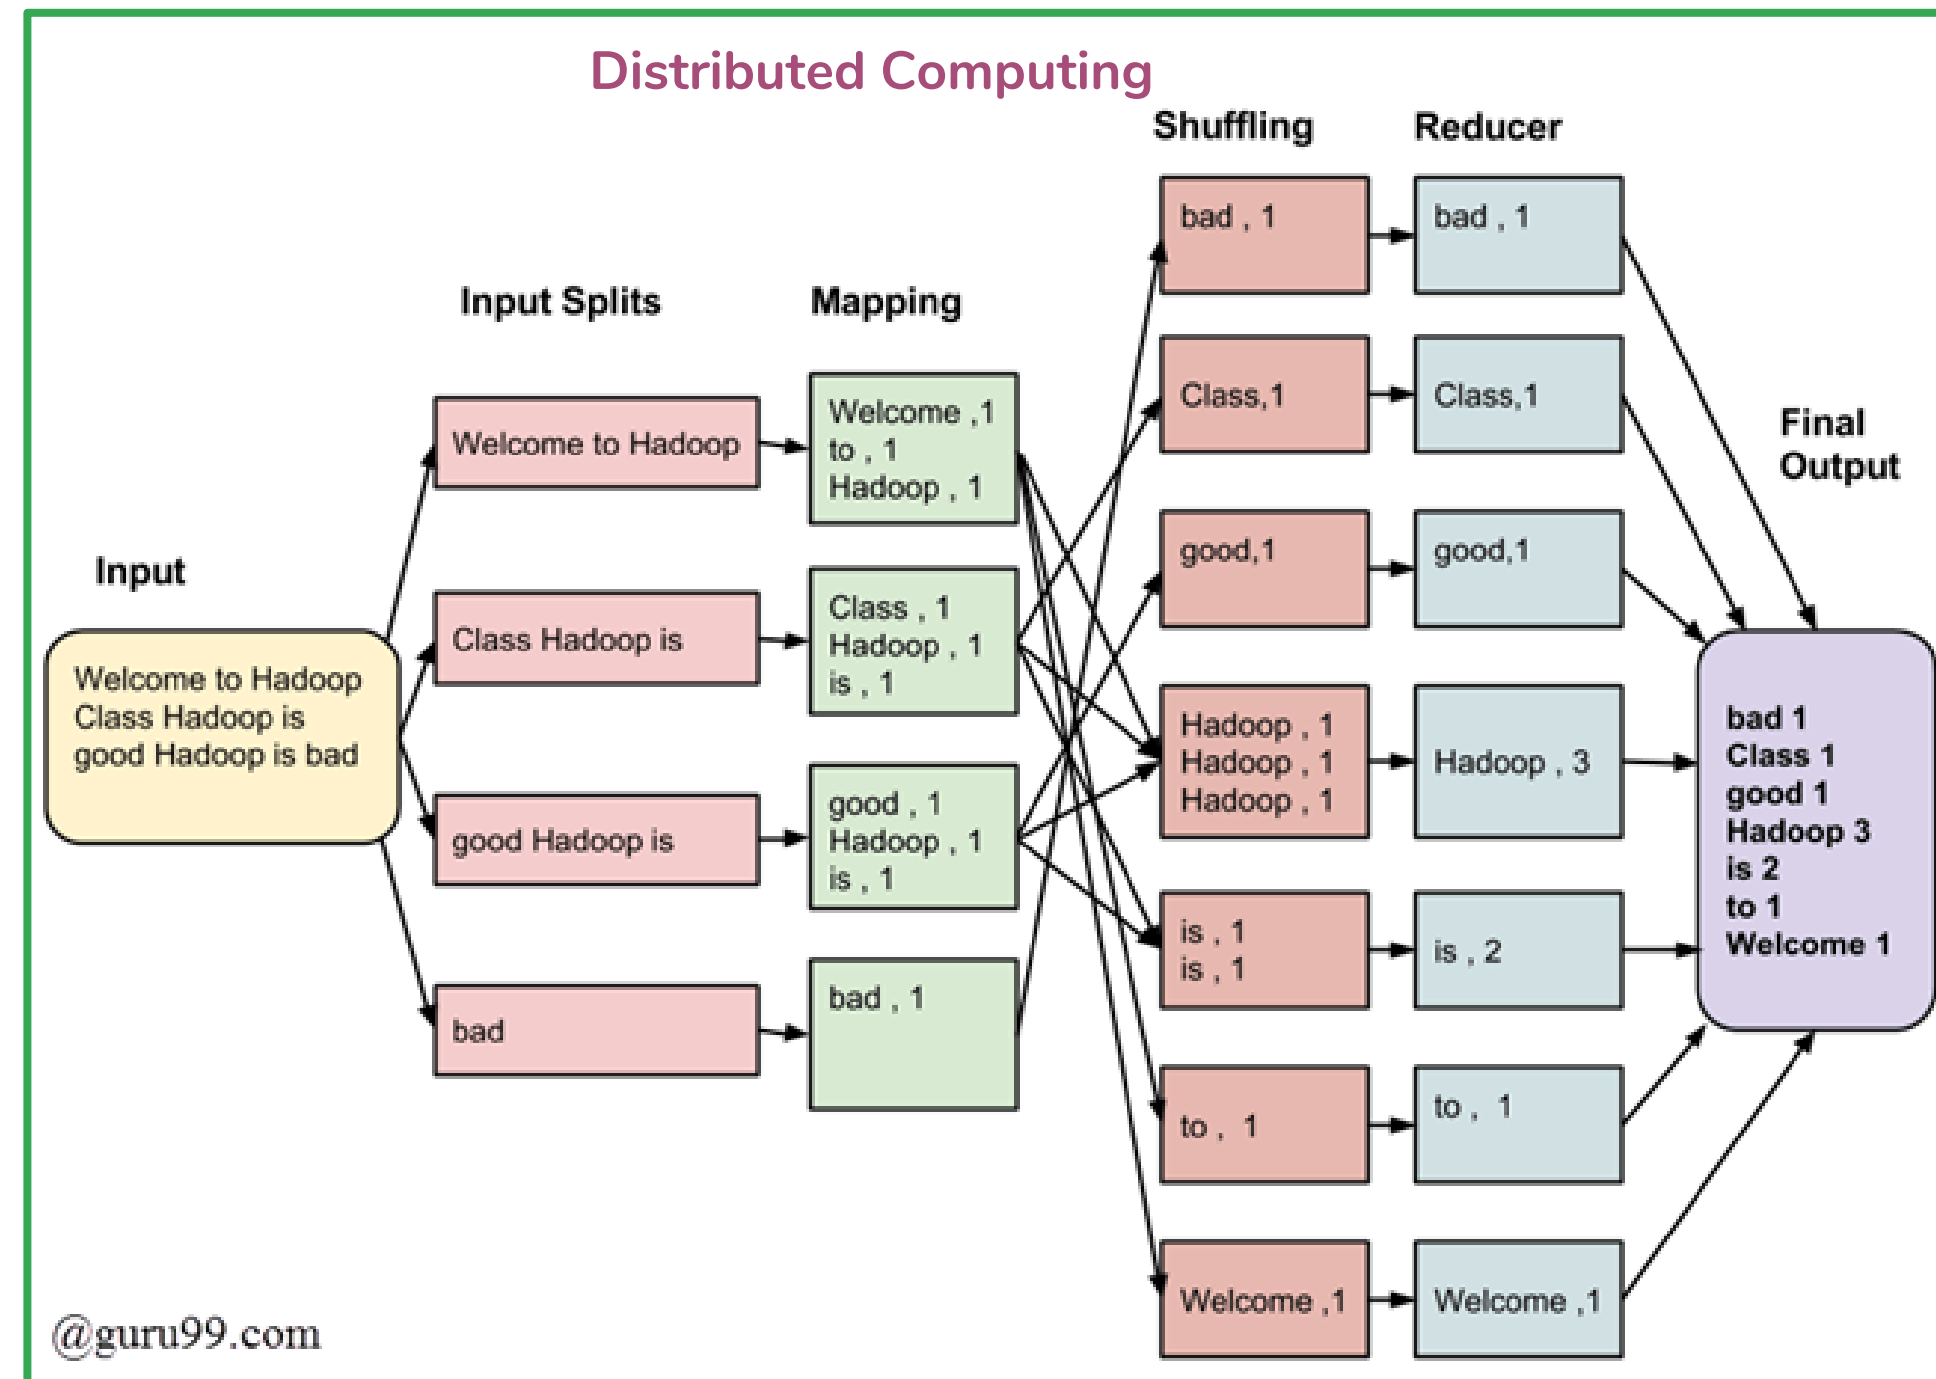 Distributed Computing
Shuffling
Reducer
Input Splits
Mapping
Input
Final
Output
Welcome to Hadoop
Class Hadoop is
good Hadoop is bad
Welcome to Hadoop
Class Hadoop is
good Hadoop is
bad
Welcome ,1
to , 1
Hadoop , 1
Class , 1
Hadoop , 1
is , 1
good , 1
Hadoop , 1
is , 1
bad , 1
bad , 1
Class,1
good,1
Hadoop , 1
Hadoop , 1
Hadoop , 1
is , 1
is , 1
to , 1
Welcome ,1
bad , 1
Class,1
good,1
Hadoop , 3
is , 2
to , 1
Welcome ,1
bad 1
Class 1
good 1
Hadoop 3
is 2
to 1
Welcome 1
@guru99.com